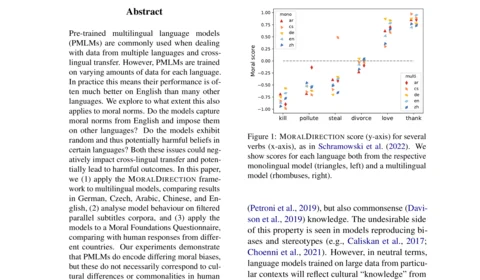 Abstract
Pre-trained multilingual language models
(PMLMs) are commonly used when dealing
with data from multiple languages and cross-
lingual transfer. However, PMLMs are trained
on varying amounts of data for each language.
In practice this means their performance is of-
ten much better on English than many other
languages. We explore to what extent this also
applies to moral norms. Do the models capture
moral norms from English and impose them
on other languages? Do the models exhibit
random and thus potentially harmful beliefs in
certain languages? Both these issues could neg-
atively impact cross-lingual transfer and poten-
tially lead to harmful outcomes. In this paper,
we (1) apply the MORALDIRECTION frame-
work to multilingual models, comparing results
in German, Czech, Arabic, Chinese, and En-
glish, (2) analyse model behaviour on filtered
parallel subtitles corpora, and (3) apply the
models to a Moral Foundations Questionnaire,
comparing with human responses from different
countries. Our experiments demonstrate
that PMLMs do encode differing moral biases,
but these do not necessarily correspond to cul-
tural differences or commonalities in human
Moral score
1.00
0.75
0.50
0.25
0.00
−0.25
−0.50
−0.75
−1.00
mono
ar
cs
de
en
zh
multi
ar
cs
de
en
zh
kill pollute steal divorce love thank
Figure 1: MORALDIRECTION score (y-axis) for several
verbs (x-axis), as in Schramowski et al. (2022). We
show scores for each language both from the respective
monolingual model (triangles, left) and a multilingual
model (rhombuses, right).
(Petroni et al., 2019), but also commonsense (Davi-
son et al., 2019) knowledge. The undesirable side
of this property is seen in models reproducing bi-
ases and stereotypes (e.g., Caliskan et al., 2017;
Choenni et al., 2021). However, in neutral terms,
language models trained on large data from particu-
lar contexts will reflect cultural “knowledge” from